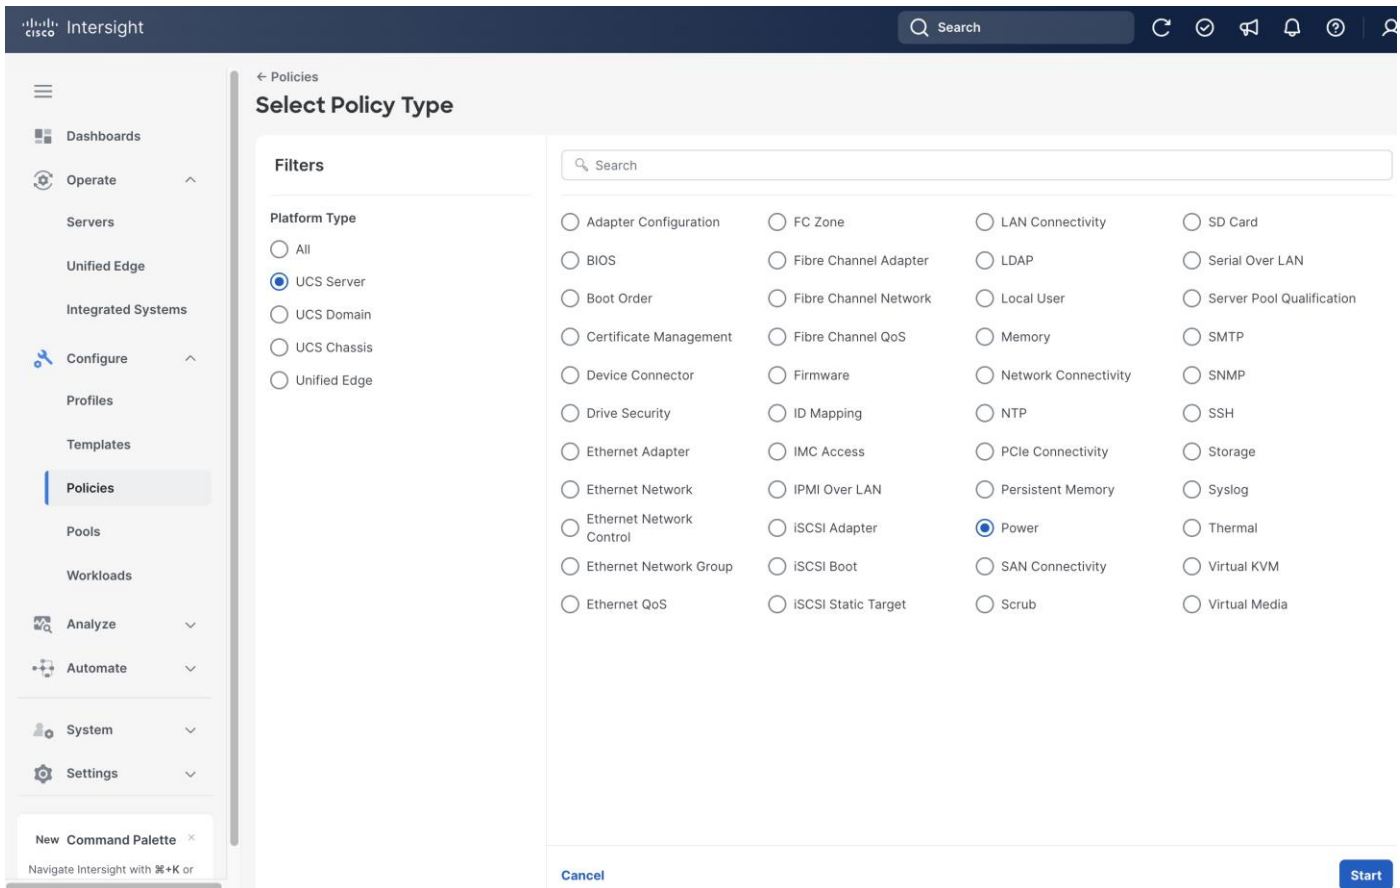 cisco Intersight
Search
← Policies
Select Policy Type
Dashboards
Operate
Servers
Unified Edge
Integrated Systems
Configure
Profiles
Templates
Policies
Pools
Workloads
Analyze
Automate
System
Settings
New Command Palette
Navigate Intersight with ⌘+K or
Filters
Platform Type
All
UCS Server
UCS Domain
UCS Chassis
Unified Edge
Search
Adapter Configuration
BIOS
Boot Order
Certificate Management
Device Connector
Drive Security
Ethernet Adapter
Ethernet Network
Ethernet Network
Control
Ethernet Network Group
Ethernet QoS
FC Zone
Fibre Channel Adapter
Fibre Channel Network
Fibre Channel QoS
Firmware
ID Mapping
IMC Access
IPMI Over LAN
iSCSI Adapter
iSCSI Boot
iSCSI Static Target
LAN Connectivity
LDAP
Local User
Memory
Network Connectivity
NTP
PCIe Connectivity
Persistent Memory
Power
SAN Connectivity
Scrub
SD Card
Serial Over LAN
Server Pool Qualification
SMTP
SNMP
SSH
Storage
Syslog
Thermal
Virtual KVM
Virtual Media
Cancel
Start